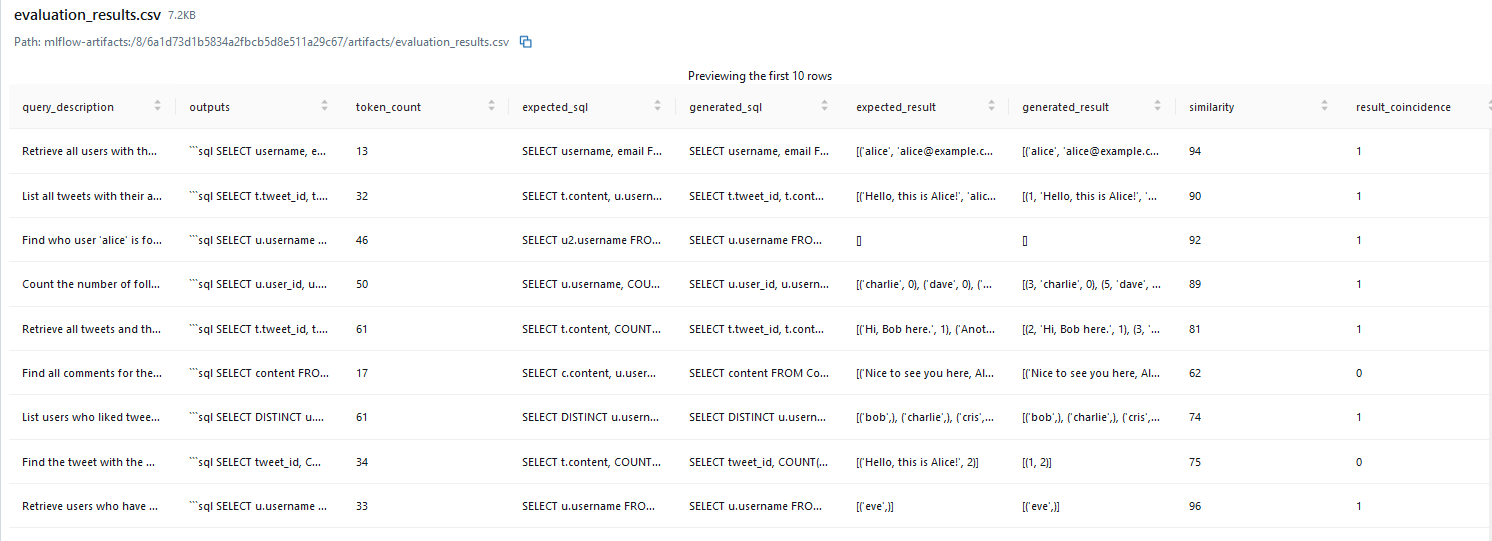 evaluation_results.csv 7.2KB
Path: mlflow-artifacts:/8/6a1d73d1b5834a2fbcb5d8e511a29c67/artifacts/evaluation_results.csv
Previewing the first 10 rows
query_description outputs token_count expected_sql generated_sql expected_result generated_result similarity result_coincidence
Retrieve all users with th... ```sql SELECT username, e... 13 SELECT username, email F... SELECT username, email F... [('alice', 'alice@example.c... [('alice', 'alice@example.c... 94 1
List all tweets with their a... ```sql SELECT t.tweet_id, t.... 32 SELECT t.content, u.usern... SELECT t.tweet_id, t.cont... [('Hello, this is Alice!', 'alic... [(1, 'Hello, this is Alice!', '... 90 1
Find who user 'alice' is fo... ```sql SELECT u.username ... 46 SELECT u2.username FRO... SELECT u.username FRO... [] [] 92 1
Count the number of foll... ```sql SELECT u.user_id, u.... 50 SELECT u.username, COU... SELECT u.user_id, u.usern... [('charlie', 0), ('dave', 0), ('... [(3, 'charlie', 0), (5, 'dave', ... 89 1
Retrieve all tweets and th... ```sql SELECT t.tweet_id, t.... 61 SELECT t.content, COUNT... SELECT t.tweet_id, t.cont... [('Hi, Bob here.', 1), ('Anot... [(2, 'Hi, Bob here.', 1), (3, '... 81 1
Find all comments for the... ```sql SELECT content FRO... 17 SELECT c.content, u.user... SELECT content FROM Co... [('Nice to see you here, Al... [('Nice to see you here, Al... 62 0
List users who liked twee... ```sql SELECT DISTINCT u.... 61 SELECT DISTINCT u.usern... SELECT DISTINCT u.usern... [('bob',), ('charlie',), ('cris',... [('bob',), ('charlie',), ('cris',... 74 1
Find the tweet with the ... ```sql SELECT tweet_id, C... 34 SELECT t.content, COUNT... SELECT tweet_id, COUNT(... [('Hello, this is Alice!', 2)] [(1, 2)] 75 0
Retrieve users who have ... ```sql SELECT u.username ... 33 SELECT u.username FRO... SELECT u.username FRO... [('eve',)] [('eve',)] 96 1